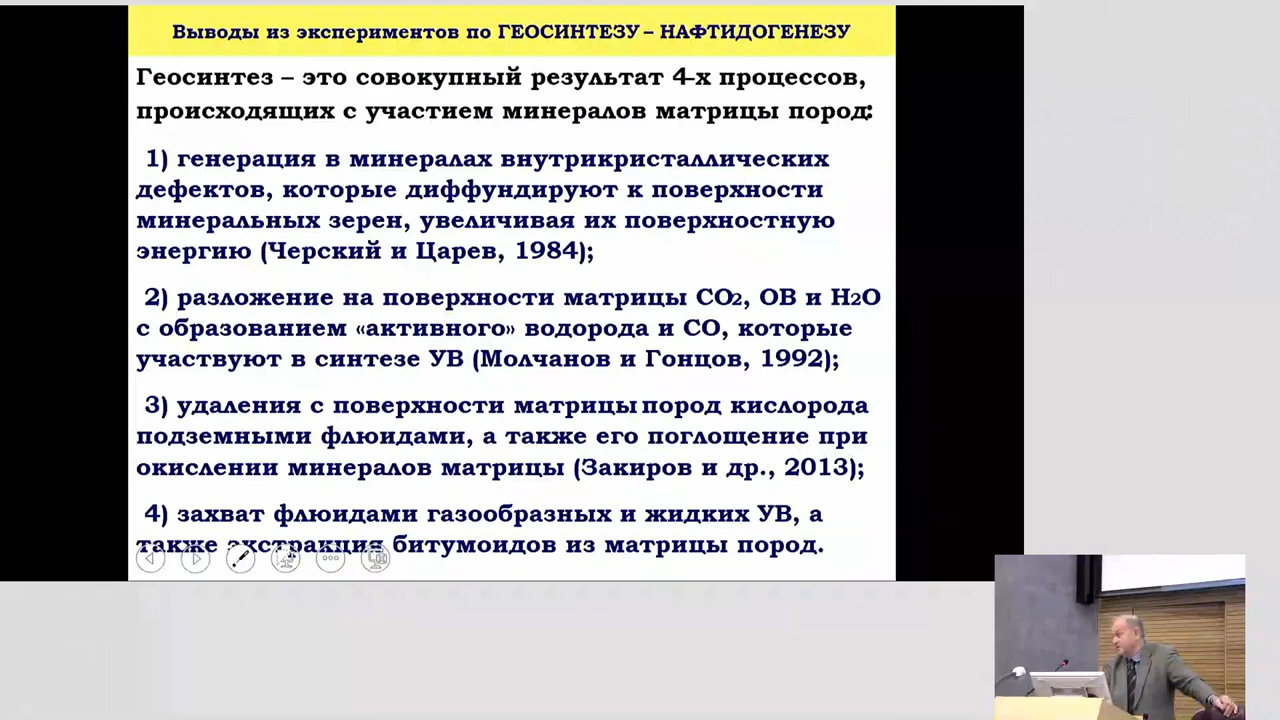 Выводы из экспериментов по ГЕОСИНТЕЗУ – НАФТИДОГЕНЕЗУ
Геосинтез – это совокупный результат 4-х процессов,
происходящих с участием минералов матрицы пород:
1) генерация в минералах внутрикристаллических
дефектов, которые диффундируют к поверхности
минеральных зерен, увеличивая их поверхностную
энергию (Черский и Царев, 1984);
2) разложение на поверхности матрицы СО2, ОВ и Н2О
с образованием «активного» водорода и СО, которые
участвуют в синтезе УВ (Молчанов и Гонцов, 1992);
3) удаления с поверхности матрицы пород кислорода
подземными флюидами, а также его поглощение при
окислении минералов матрицы (Закиров и др., 2013);
4) захват флюидами газообразных и жидких УВ, а
также экстракция битумоидов из матрицы пород.